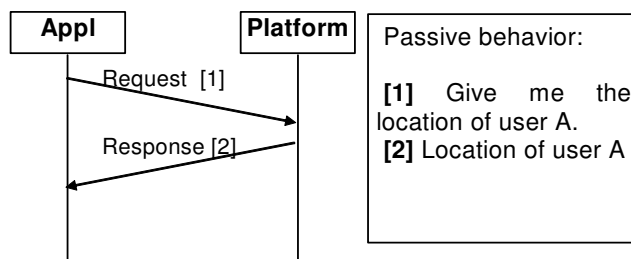 Appl
Platform
Request [1]
Response [2]
Passive behavior:
[1] Give me the
location of user A.
[2] Location of user A